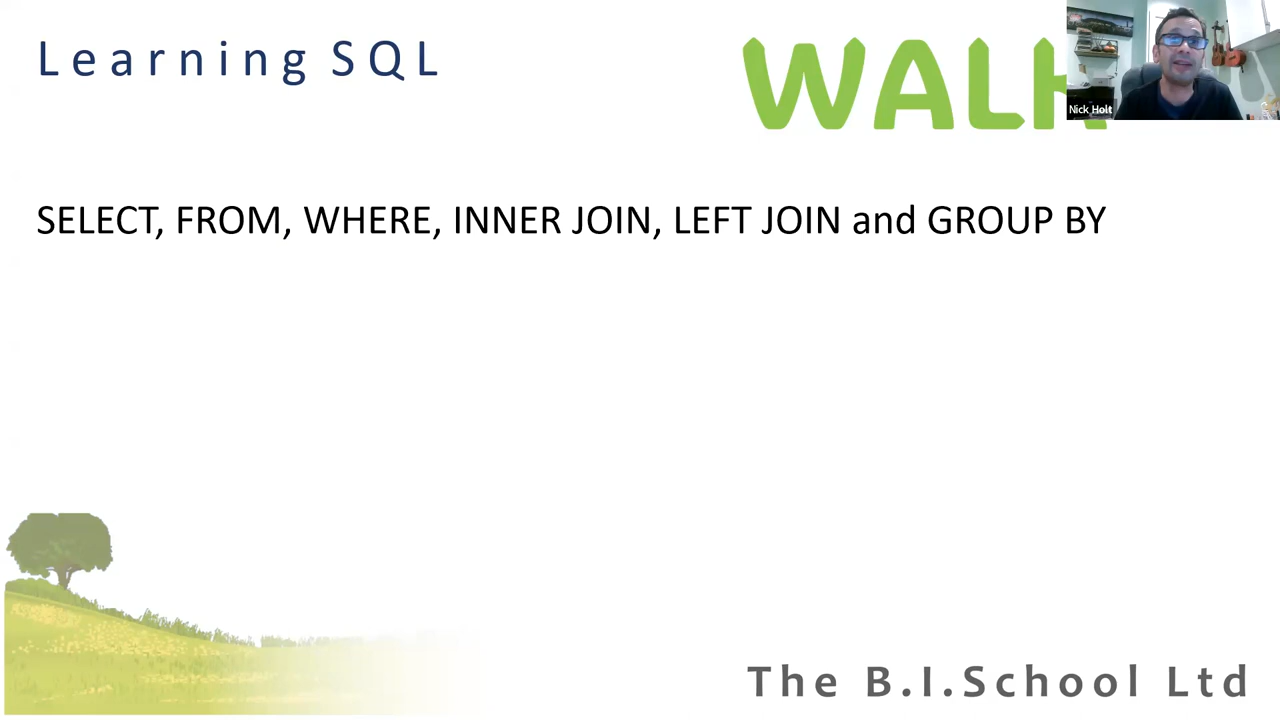 Learning SQL
WALK
Nick Holt
SELECT, FROM, WHERE, INNER JOIN, LEFT JOIN and GROUP BY
The B.I.School Ltd